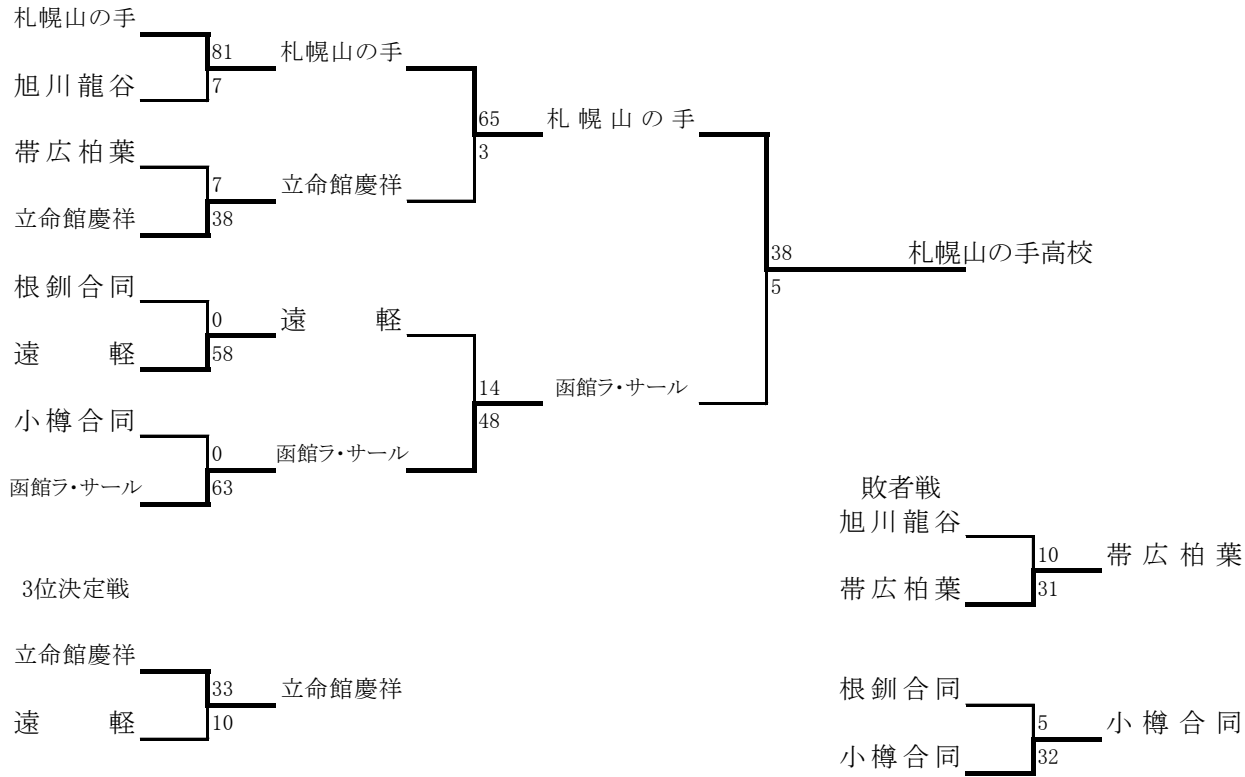 札幌山の手
81
札幌山の手
旭川龍谷
7
65
札幌山の手
帯広柏葉
3
7
立命館慶祥
立命館慶祥
38
38
札幌山の手高校
根釧合同
5
0
遠　軽
遠　軽
58
14
函館ラ・サール
小樽合同
48
0
函館ラ・サール
函館ラ・サール
63
敗者戦
旭川龍谷
10
帯広柏葉
3位決定戦
帯広柏葉
31
立命館慶祥
33
立命館慶祥
根釧合同
遠　軽
10
5
小樽合同
小樽合同
32